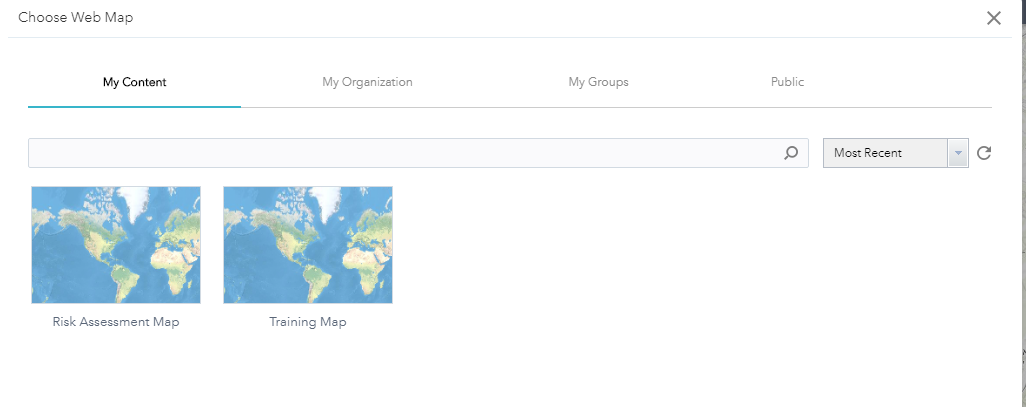 Choose Web Map
My Content My Organization My Groups Public
Most Recent
Risk Assessment Map Training Map